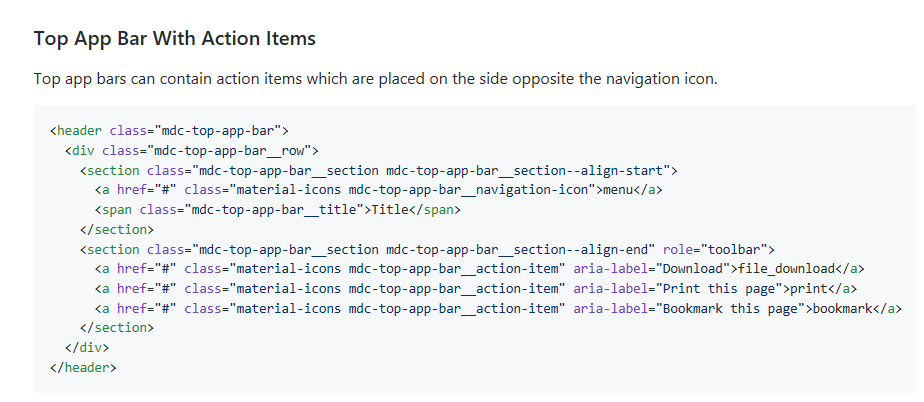 Top App Bar With Action Items
Top app bars can contain action items which are placed on the side opposite the navigation icon.
<header class="mdc-top-app-bar">
  <div class="mdc-top-app-bar__row">
    <section class="mdc-top-app-bar__section mdc-top-app-bar__section--align-start">
      <a href="#" class="material-icons mdc-top-app-bar__navigation-icon">menu</a>
      <span class="mdc-top-app-bar__title">Title</span>
    </section>
    <section class="mdc-top-app-bar__section mdc-top-app-bar__section--align-end" role="toolbar">
      <a href="#" class="material-icons mdc-top-app-bar__action-item" aria-label="Download">file_download</a>
      <a href="#" class="material-icons mdc-top-app-bar__action-item" aria-label="Print this page">print</a>
      <a href="#" class="material-icons mdc-top-app-bar__action-item" aria-label="Bookmark this page">bookmark</a>
    </section>
  </div>
</header>